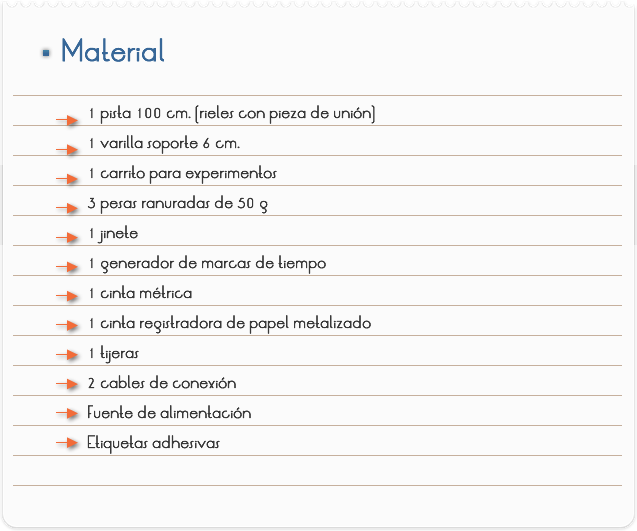 Material
1 pista 100 cm. (rieles con pieza de unión)
1 varilla soporte 6 cm.
1 carrito para experimentos
3 pesas ranuradas de 50 g
1 jinete
1 generador de marcas de tiempo
1 cinta métrica
1 cinta registradora de papel metalizado
1 tijeras
2 cables de conexión
Fuente de alimentación
Etiquetas adhesivas